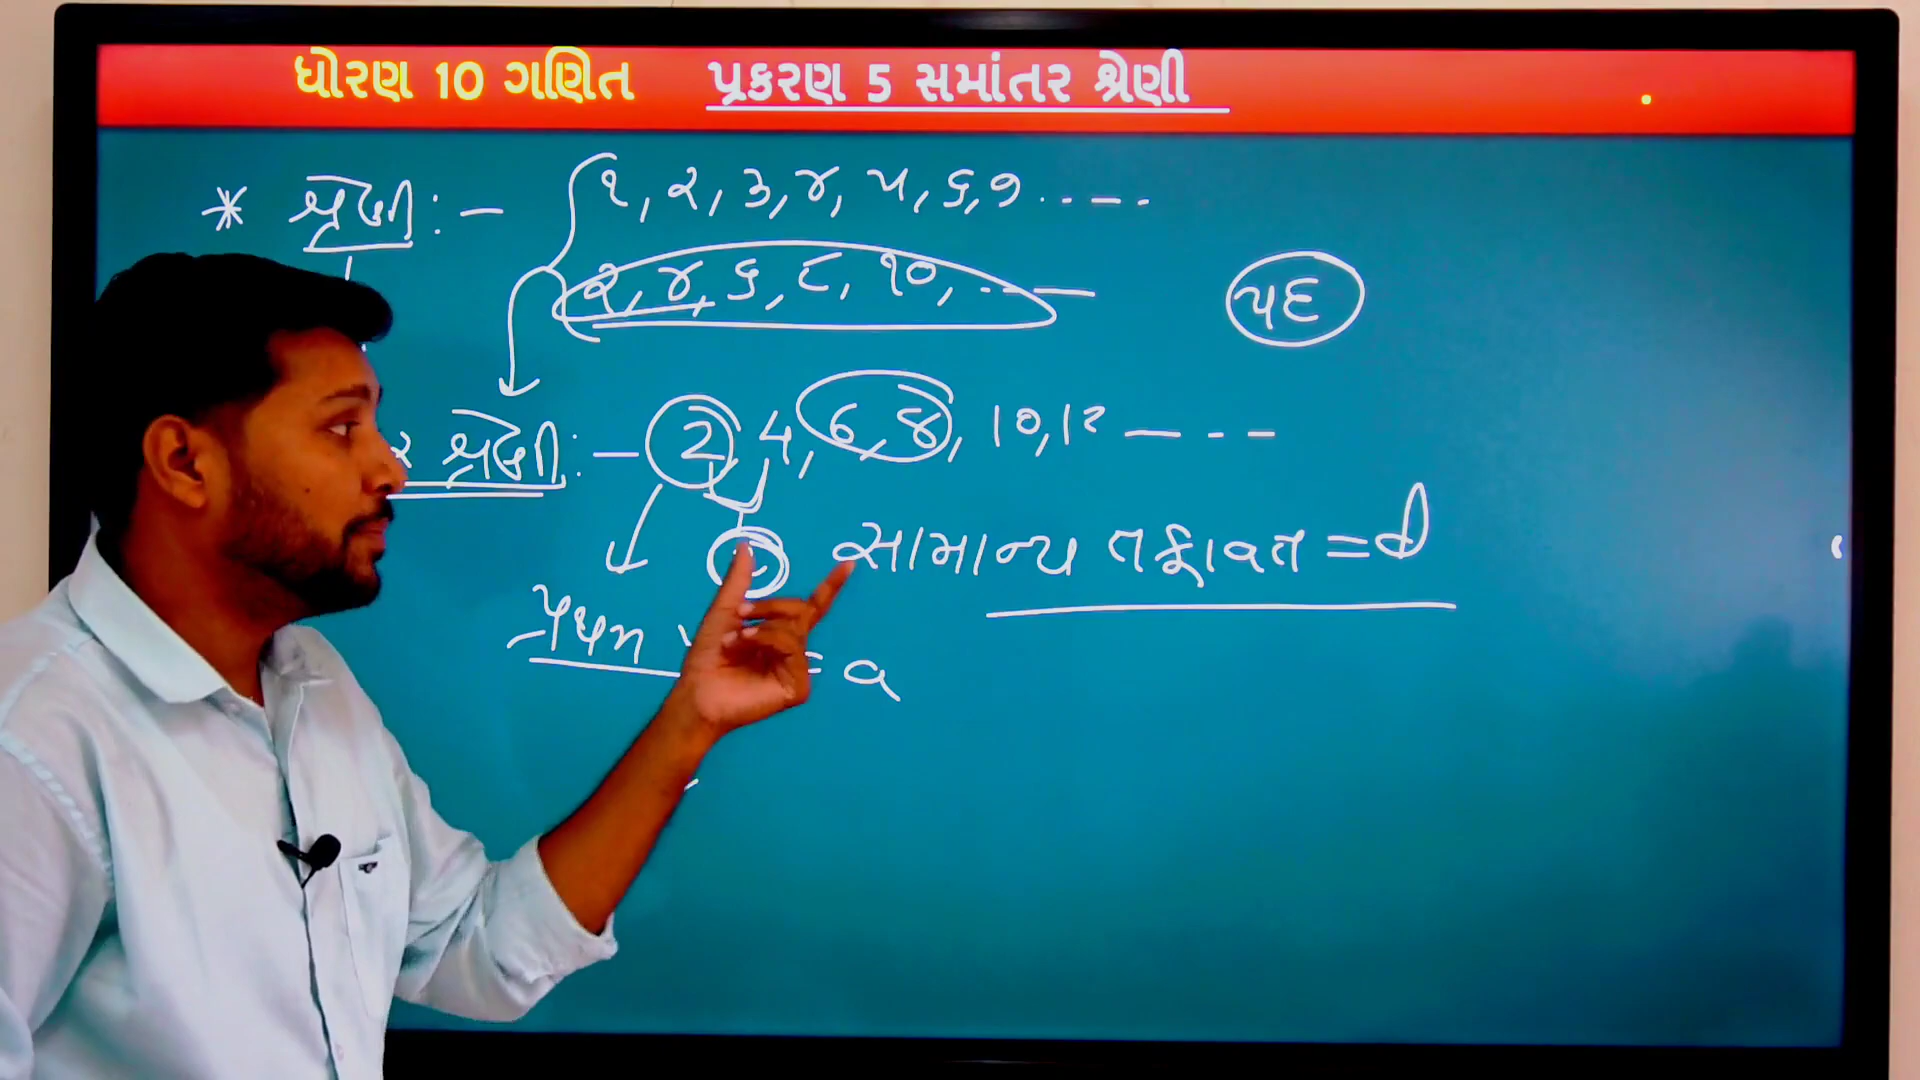 ધોરણ 10 ગણિત પ્રકરણ 5 સમાંતર શ્રેણી
* શ્રેણી :- ૧, ૨, ૩, ૪, ૫, ૬, ૭ . . - - - .
૨, ૪, ૬, ૮, ૧૦, . - —
પદ
ર શ્રેણી :- 2, 4, 6, 8, 10, 12 — - - -
સામાન્ય તફાવત = d
પ્રથમ = a